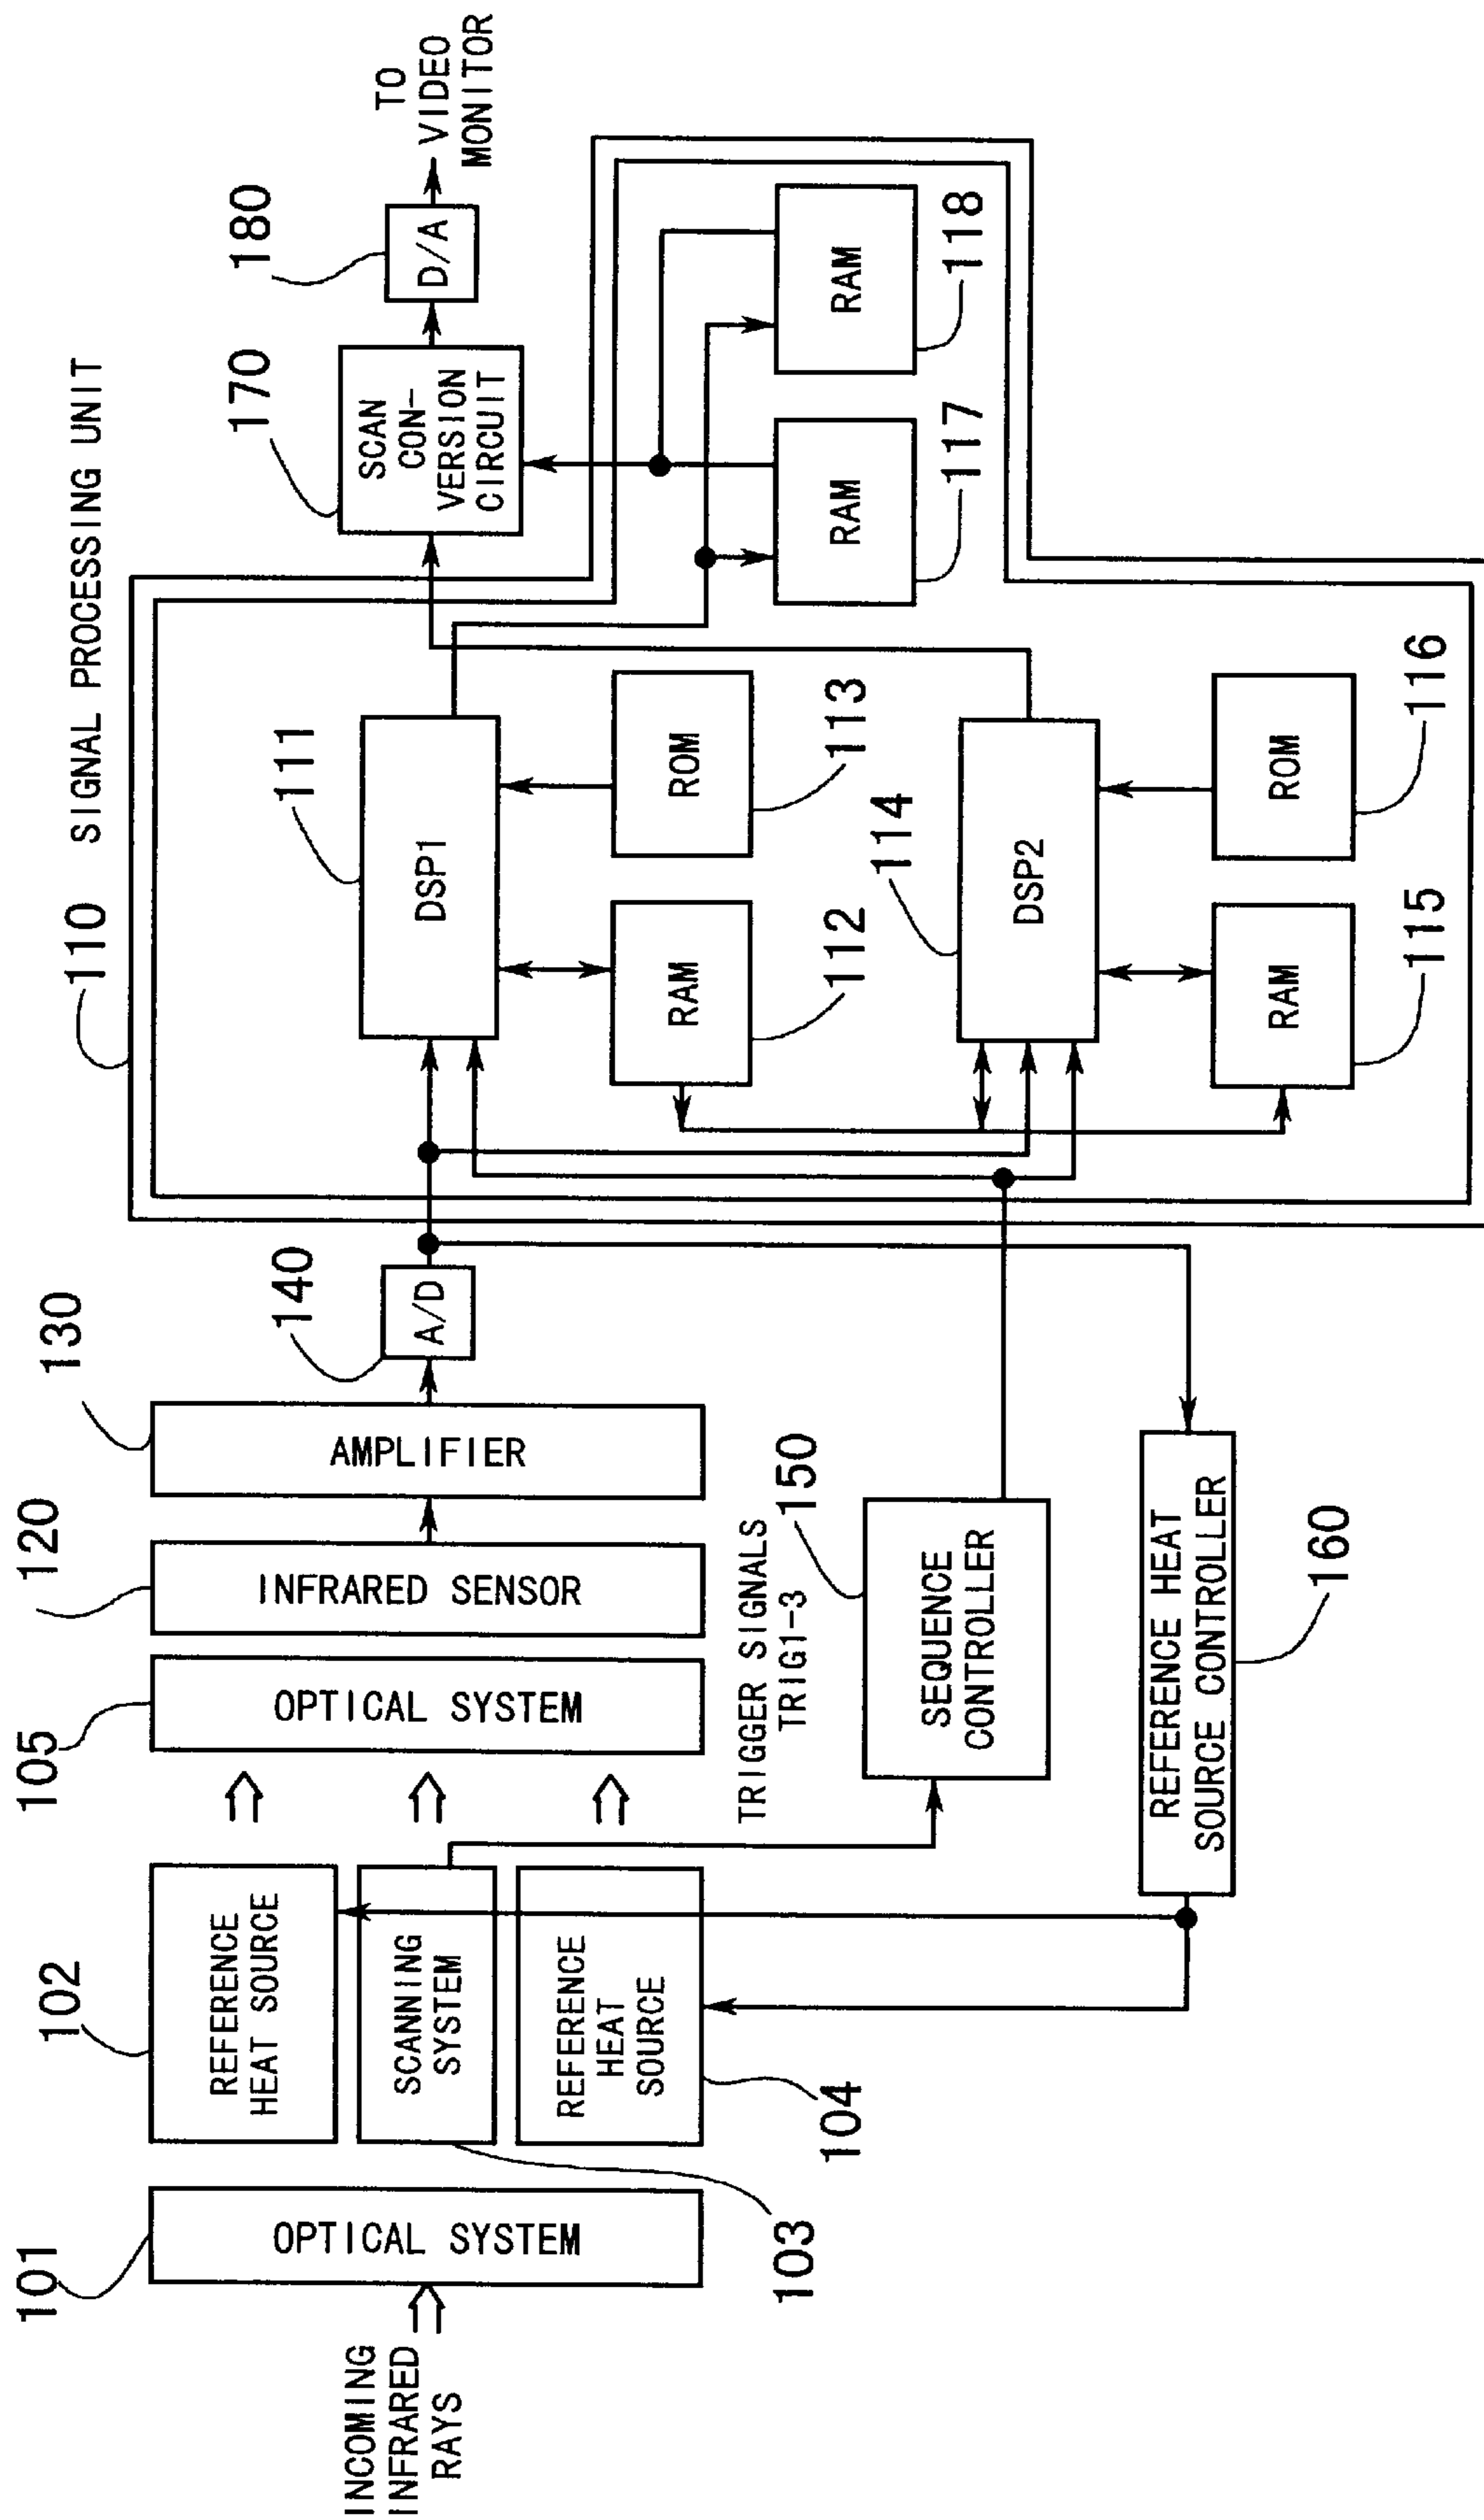 110 SIGNAL PROCESSING UNIT
INCOMING
INFRARED
RAYS
101
OPTICAL SYSTEM
102
REFERENCE
HEAT SOURCE
SCANNING
SYSTEM
103
REFERENCE
HEAT
SOURCE
104
105
OPTICAL SYSTEM
120
INFRARED SENSOR
130
AMPLIFIER
140
A/D
TRIGGER SIGNALS
TRIG1-3
150
SEQUENCE
CONTROLLER
REFERENCE HEAT
SOURCE CONTROLLER
160
111
DSP1
RAM
112
ROM
113
114
DSP2
RAM
115
ROM
116
RAM
117
RAM
118
170
SCAN
CON-
VERSION
CIRCUIT
180
D/A
TO
VIDEO
MONITOR